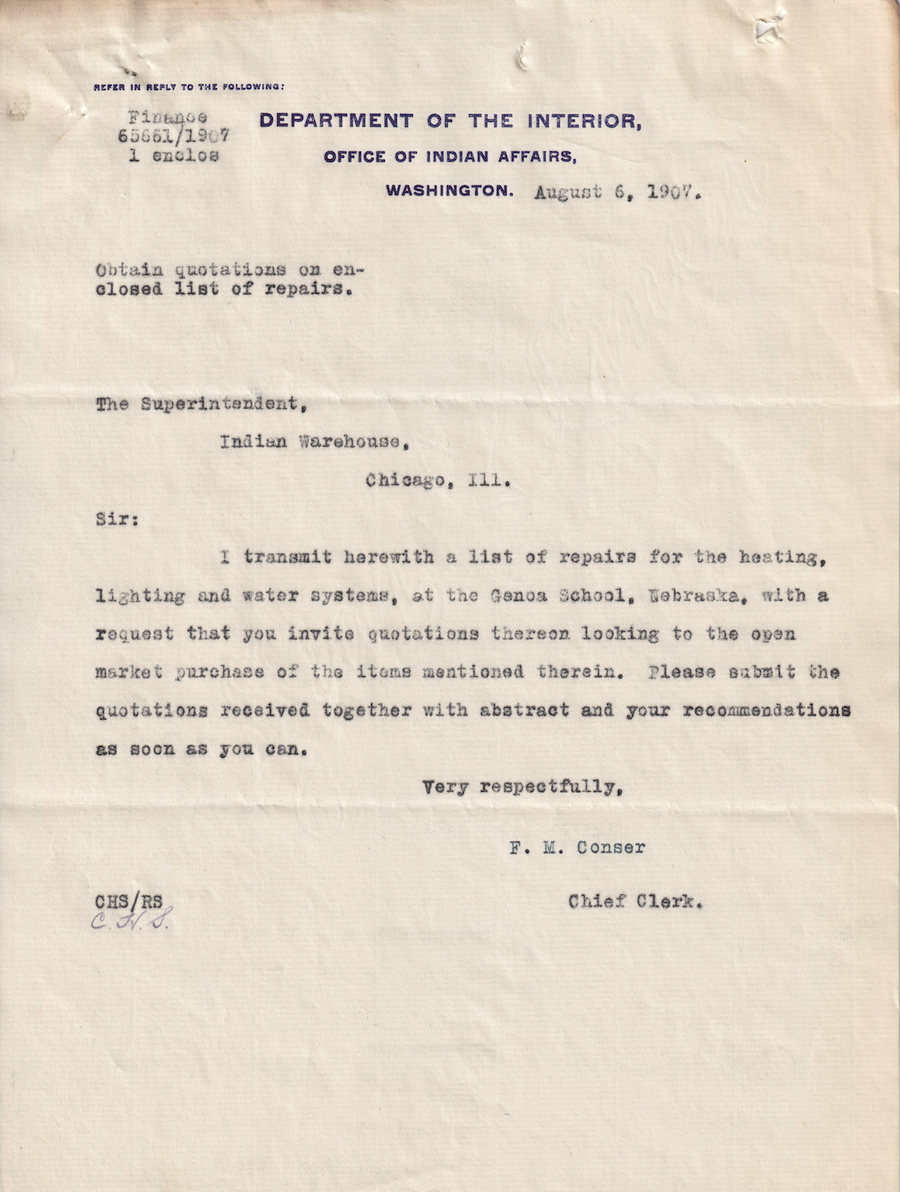 REFER IN REPLY TO THE FOLLOWING:
Finance
65661/1907
1 enclos
DEPARTMENT OF THE INTERIOR,
OFFICE OF INDIAN AFFAIRS,
WASHINGTON. August 6, 1907.
Obtain quotations on en-
closed list of repairs.
The Superintendent,
Indian Warehouse,
Chicago, Ill.
Sir:
I transmit herewith a list of repairs for the heating,
lighting and water systems, at the Genoa School, Nebraska, with a
request that you invite quotations thereon looking to the open
market purchase of the items mentioned therein. Please submit the
quotations received together with abstract and your recommendations
as soon as you can.
Very respectfully,
F. M. Conser
Chief Clerk.
CHS/RS
C. H. S.